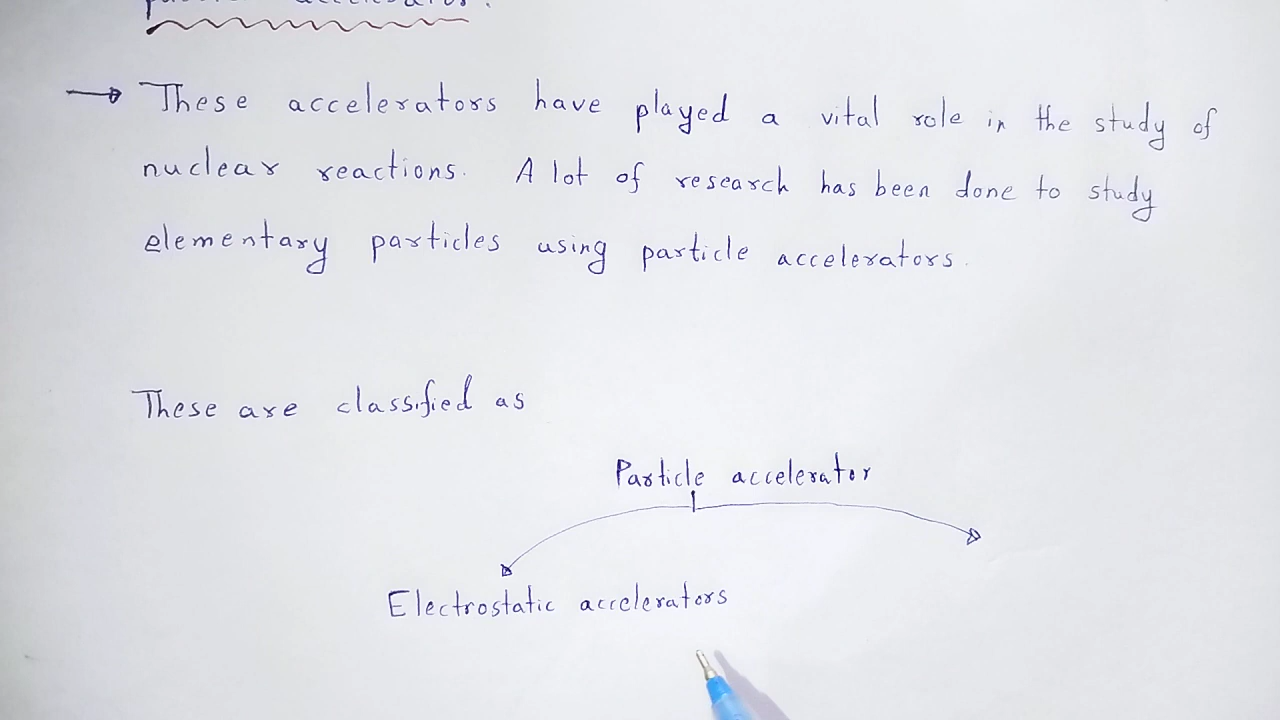 These accelerators have played a vital role in the study of
nuclear reactions. A lot of research has been done to study
elementary particles using particle accelerators.
These are classified as
Particle accelerator
Electrostatic accelerators